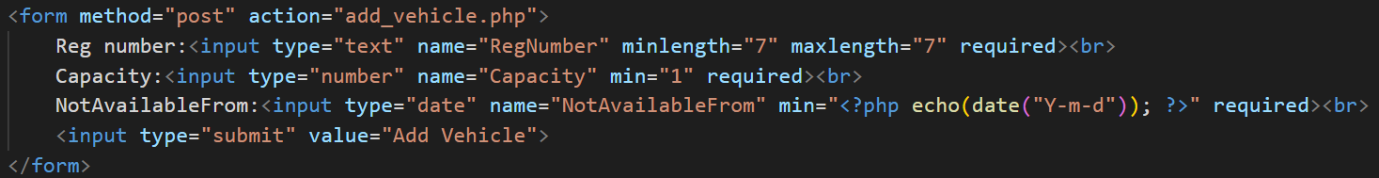 <form method="post" action="add_vehicle.php">
    Reg number:<input type="text" name="RegNumber" minlength="7" maxlength="7" required><br>
    Capacity:<input type="number" name="Capacity" min="1" required><br>
    NotAvailableFrom:<input type="date" name="NotAvailableFrom" min="<?php echo(date("Y-m-d")); ?>" required><br>
    <input type="submit" value="Add Vehicle">
</form>